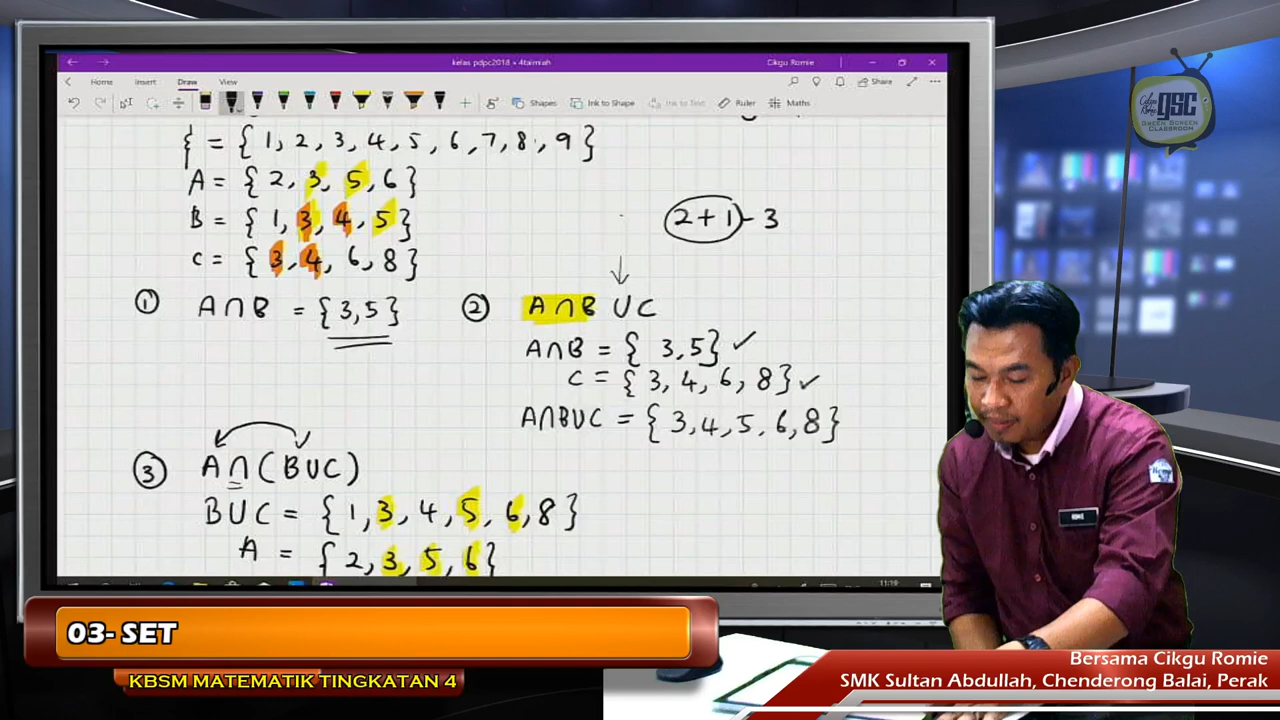 kelas pdpc2018 • 4taimiah
Cikgu Romie
Home Insert Draw View
Share
Shapes Ink to Shape Ink to Text Ruler Maths
ξ = { 1, 2, 3, 4, 5, 6, 7, 8, 9 }
A = { 2, 3, 5, 6 }
B = { 1, 3, 4, 5 }
C = { 3, 4, 6, 8 }
2 + 1 - 3
① A ∩ B = { 3, 5 }
② A ∩ B ∪ C
A∩B = { 3, 5 } ✓
C = { 3, 4, 6, 8 } ✓
A∩B∪C = { 3, 4, 5, 6, 8 }
③ A ∩ ( B ∪ C )
B ∪ C = { 1, 3, 4, 5, 6, 8 }
A = { 2, 3, 5, 6 }
11:19
Cikgu Romie GSC
GREEN SCREEN
CLASSROOM
03- SET
KBSM MATEMATIK TINGKATAN 4
Bersama Cikgu Romie
SMK Sultan Abdullah, Chenderong Balai, Perak